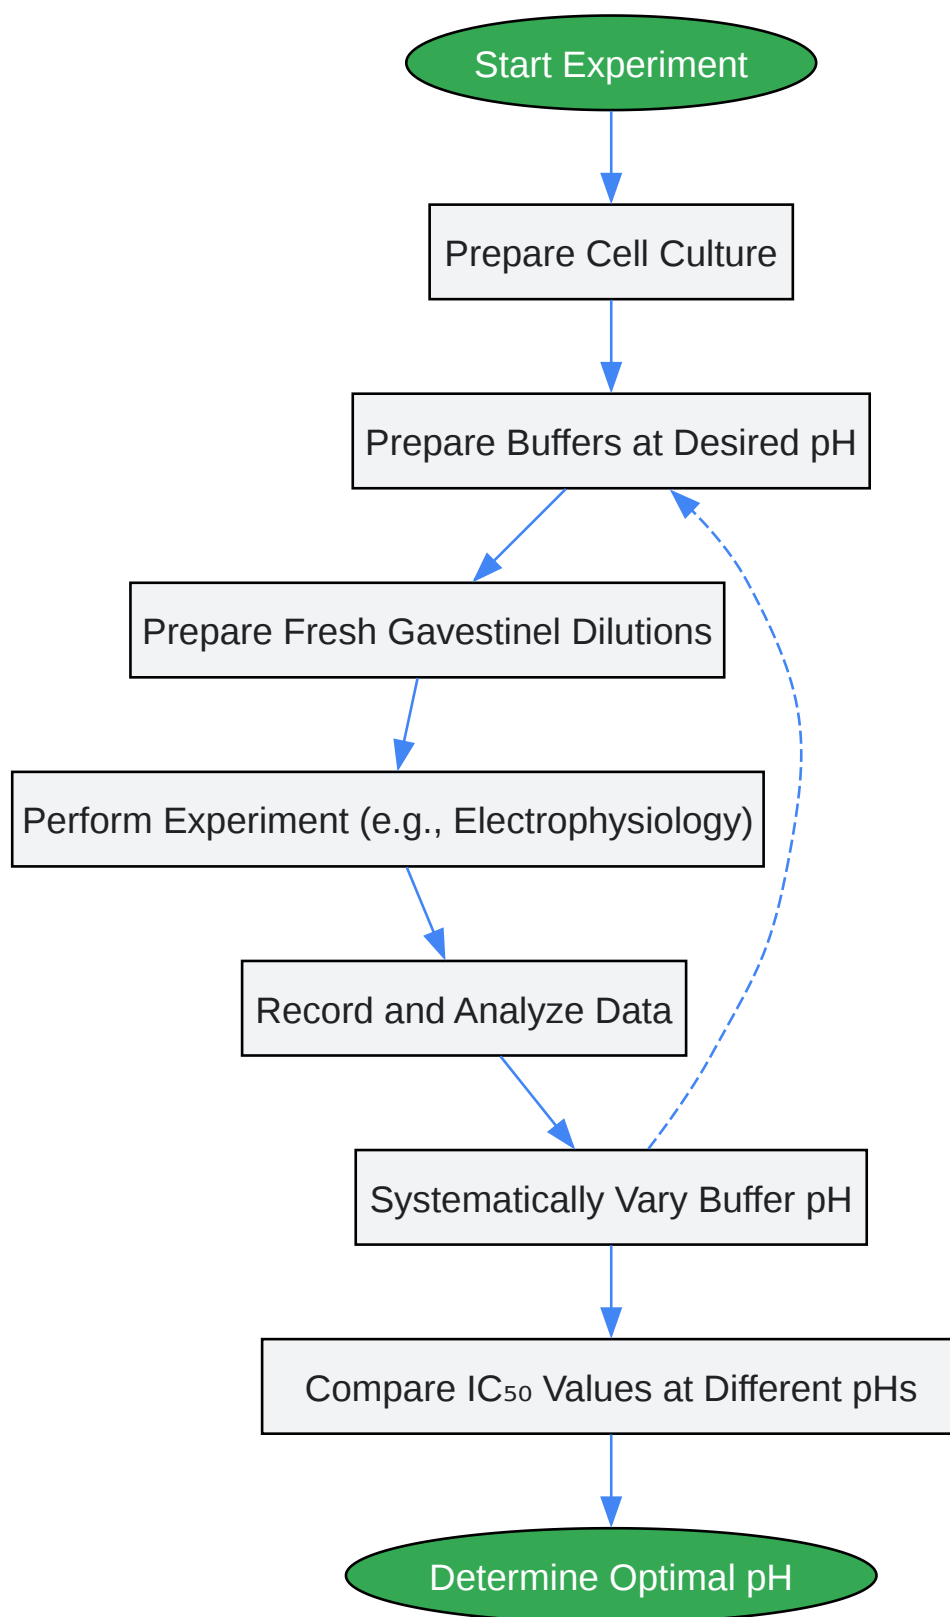 Start Experiment
Prepare Cell Culture
Prepare Buffers at Desired pH
Prepare Fresh Gavestinel Dilutions
Perform Experiment (e.g., Electrophysiology)
Record and Analyze Data
Systematically Vary Buffer pH
Compare IC₅₀ Values at Different pHs
Determine Optimal pH